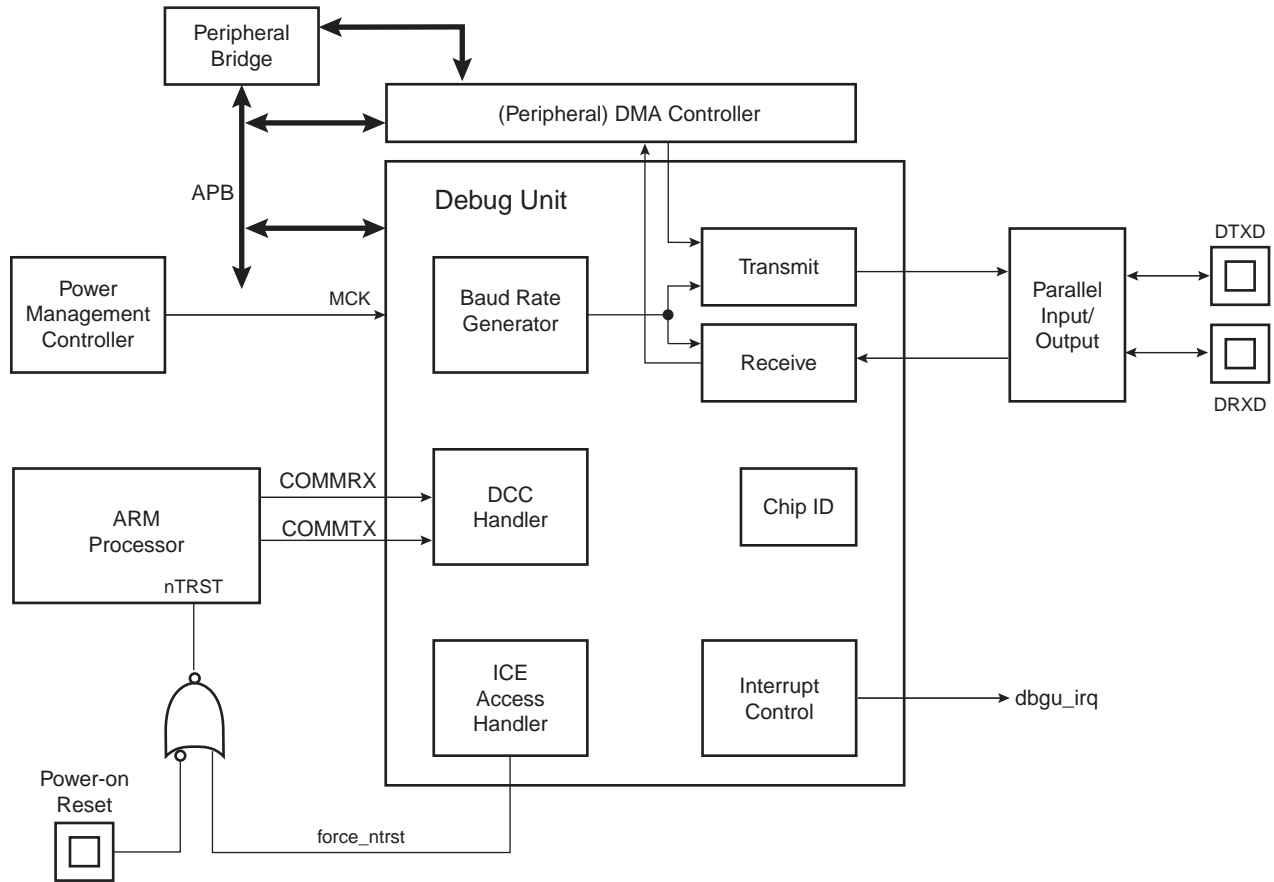 Peripheral
Bridge
(Peripheral) DMA Controller
APB
Debug Unit
Power
Management
Controller
MCK
Baud Rate
Generator
Transmit
Receive
Parallel
Input/
Output
DTXD
DRXD
ARM
Processor
nTRST
COMMRX
COMMTX
DCC
Handler
Chip ID
ICE
Access
Handler
Interrupt
Control
dbgu_irq
Power-on
Reset
force_ntrst